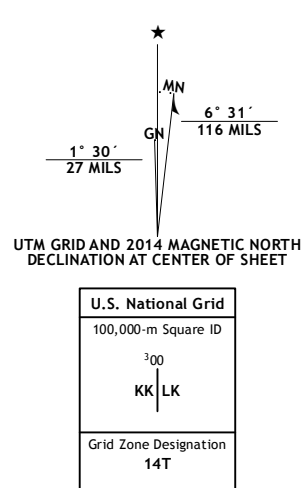 ★
MN
GN
6° 31´
116 MILS
1° 30´
27 MILS
UTM GRID AND 2014 MAGNETIC NORTH
DECLINATION AT CENTER OF SHEET
U.S. National Grid
100,000-m Square ID
³00
KK LK
Grid Zone Designation
14T